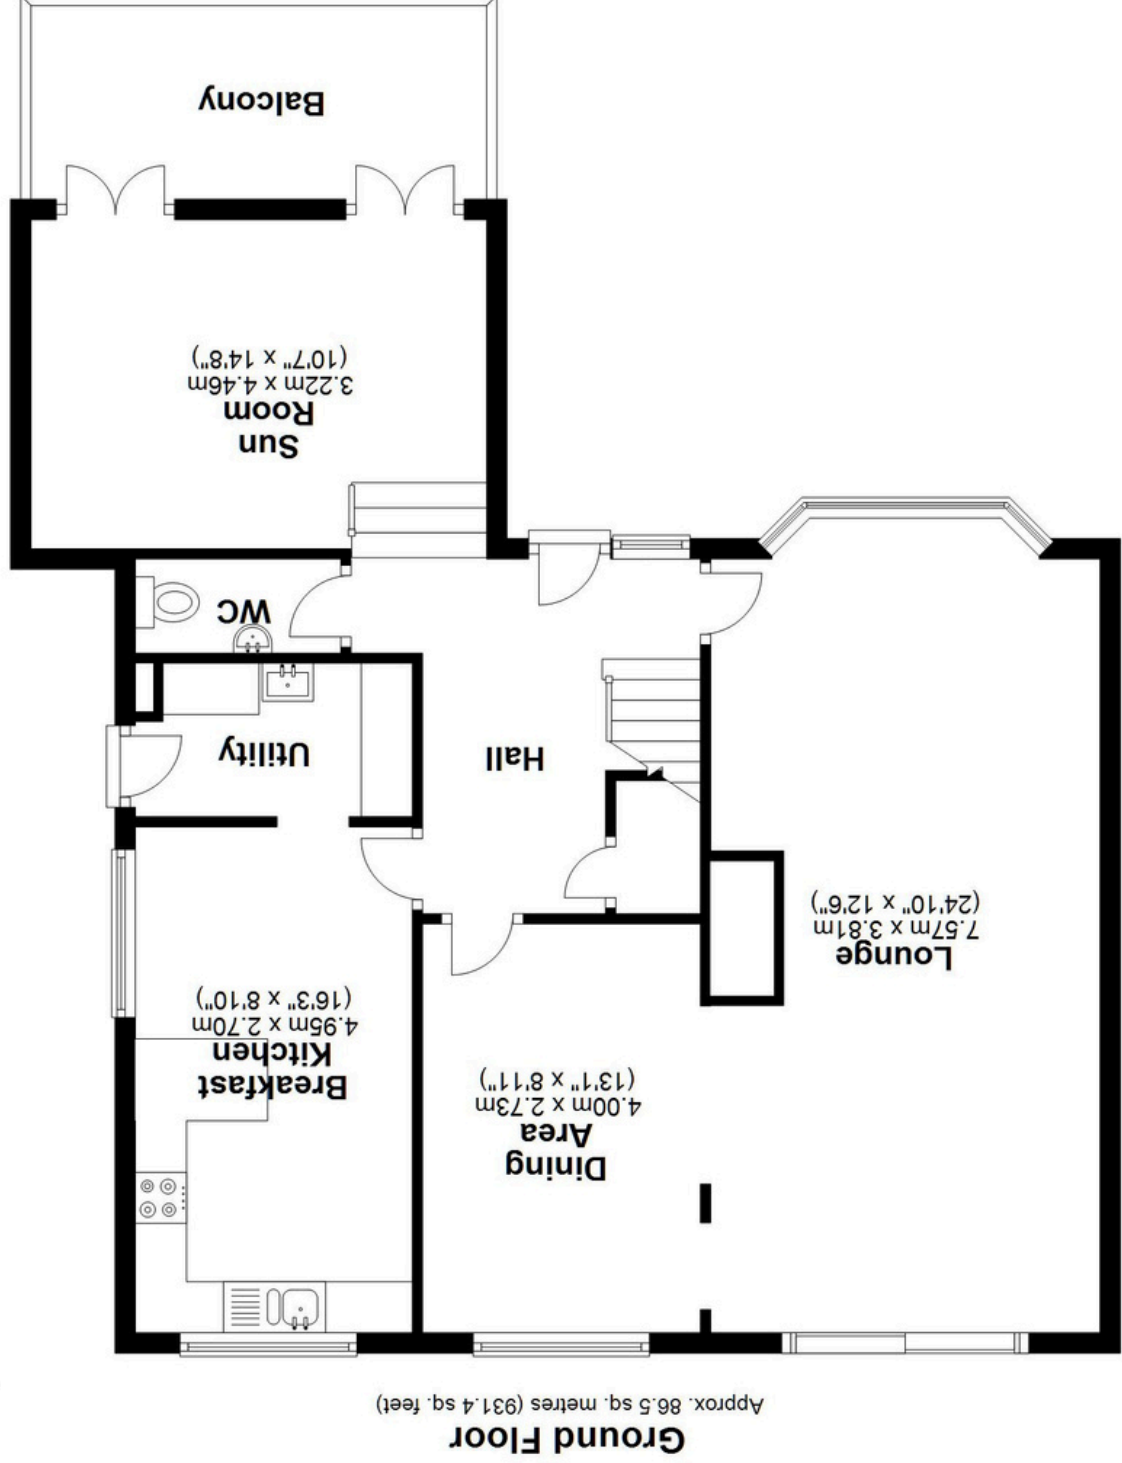 Ground Floor
Approx. 86.5 sq. metres (931.4 sq. feet)
Dining
Area
4.00m x 2.73m
(13'1" x 8'11")
Breakfast
Kitchen
4.95m x 2.70m
(16'3" x 8'10")
Lounge
7.57m x 3.81m
(24'10" x 12'6")
Hall
Utility
WC
Sun
Room
3.22m x 4.46m
(10'7" x 14'8")
Balcony